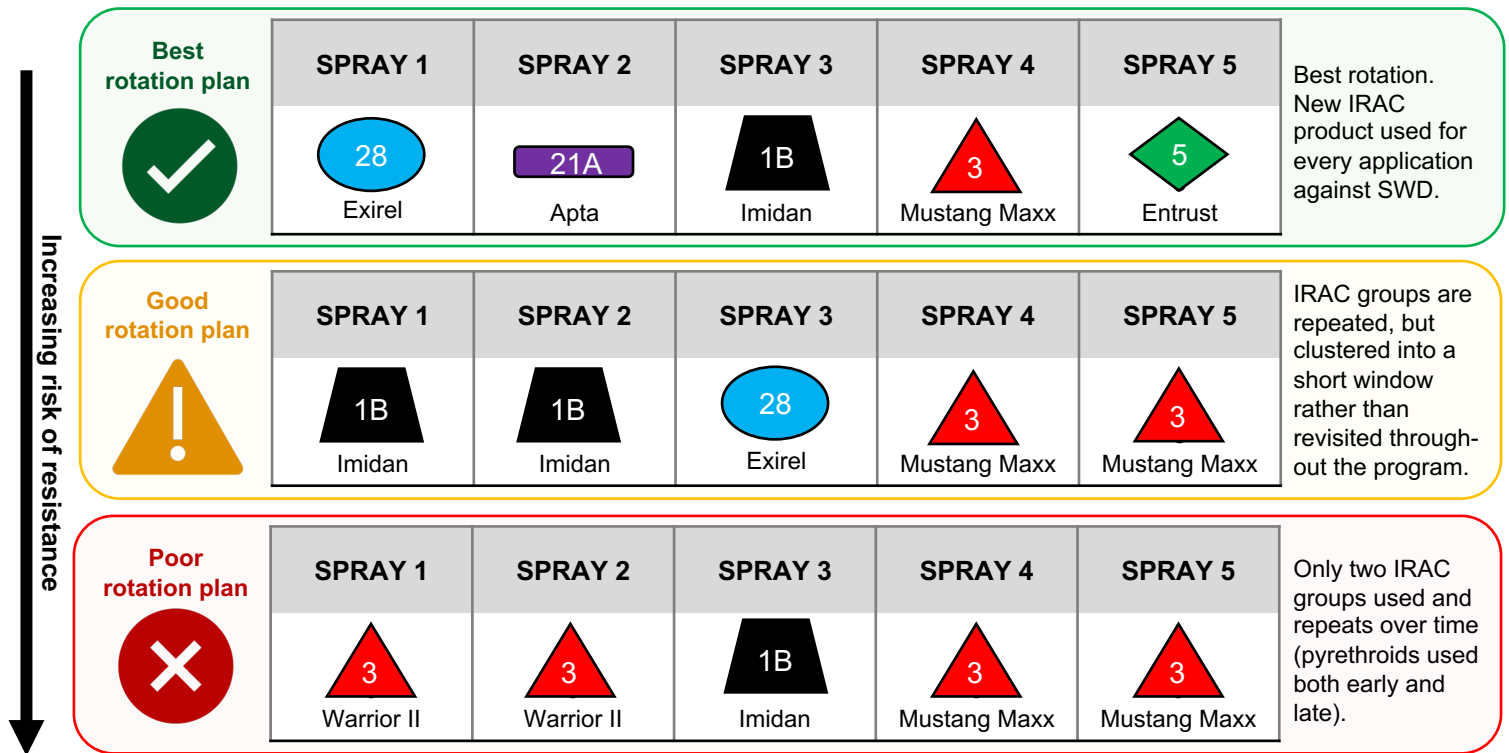 Increasing risk of resistance
Best
rotation plan
SPRAY 1
SPRAY 2
SPRAY 3
SPRAY 4
SPRAY 5
28
21A
1B
3
5
Exirel
Apta
Imidan
Mustang Maxx
Entrust
Best rotation.
New IRAC
product used for
every application
against SWD.
Good
rotation plan
SPRAY 1
SPRAY 2
SPRAY 3
SPRAY 4
SPRAY 5
1B
1B
28
3
3
Imidan
Imidan
Exirel
Mustang Maxx
Mustang Maxx
IRAC groups are
repeated, but
clustered into a
short window
rather than
revisited through-
out the program.
Poor
rotation plan
SPRAY 1
SPRAY 2
SPRAY 3
SPRAY 4
SPRAY 5
3
3
1B
3
3
Warrior II
Warrior II
Imidan
Mustang Maxx
Mustang Maxx
Only two IRAC
groups used and
repeats over time
(pyrethroids used
both early and
late).